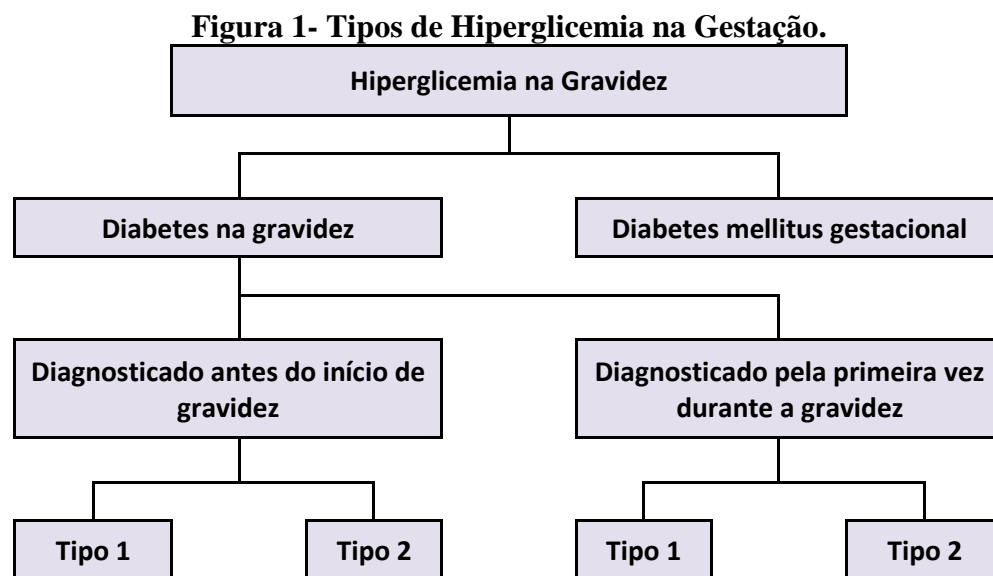 Figura 1- Tipos de Hiperglicemia na Gestação.
Hiperglicemia na Gravidez
Diabetes na gravidez
Diabetes mellitus gestacional
Diagnosticado antes do início de
gravidez
Diagnosticado pela primeira vez
durante a gravidez
Tipo 1
Tipo 2
Tipo 1
Tipo 2